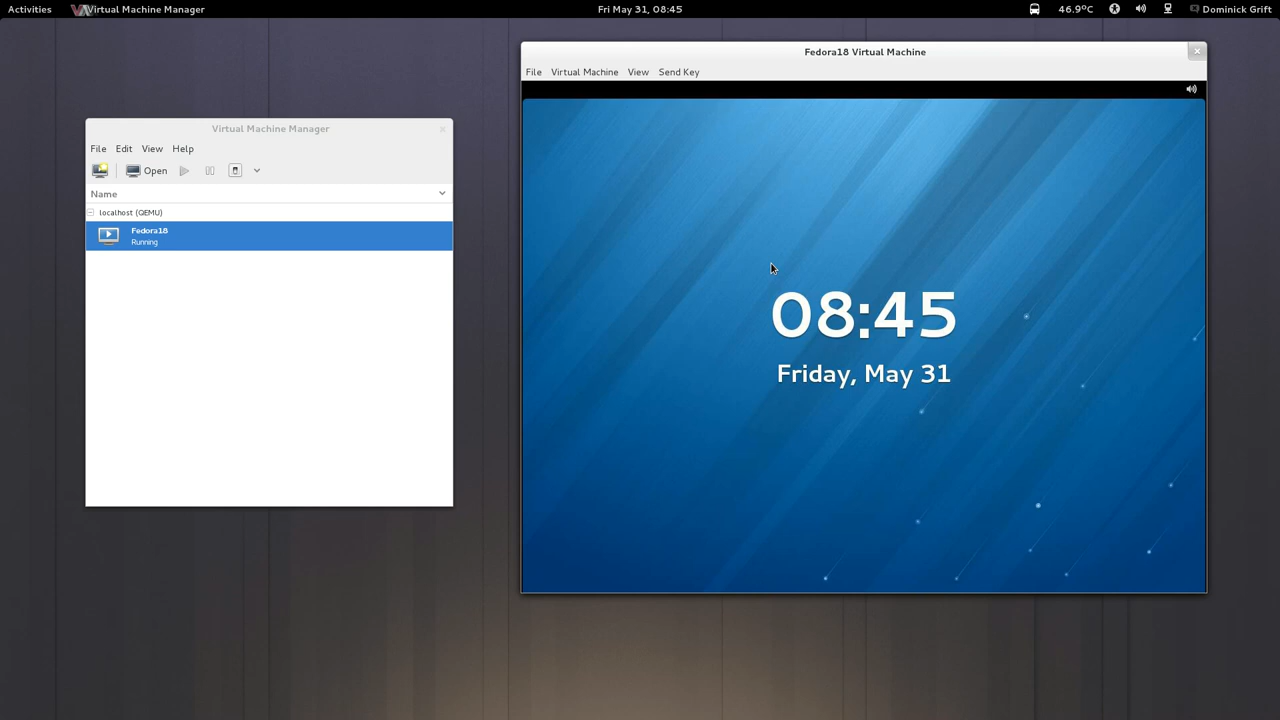 Activities Virtual Machine Manager Fri May 31, 08:45 46.9°C Dominick Grift
Virtual Machine Manager
File Edit View Help
Open
Name
localhost (QEMU)
Fedora18
Running
Fedora18 Virtual Machine
File Virtual Machine View Send Key
08:45
Friday, May 31